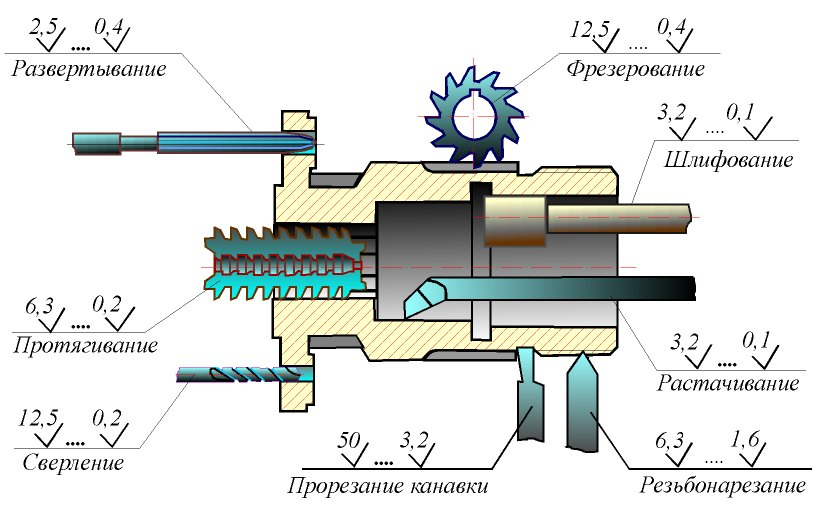 2,5 .... 0,4
Развертывание
12,5 .... 0,4
Фрезерование
3,2 .... 0,1
Шлифование
6,3 .... 0,2
Протягивание
3,2 .... 0,1
Растачивание
12,5 .... 0,2
Сверление
50 .... 3,2
Прорезание канавки
6,3 .... 1,6
Резьбонарезание